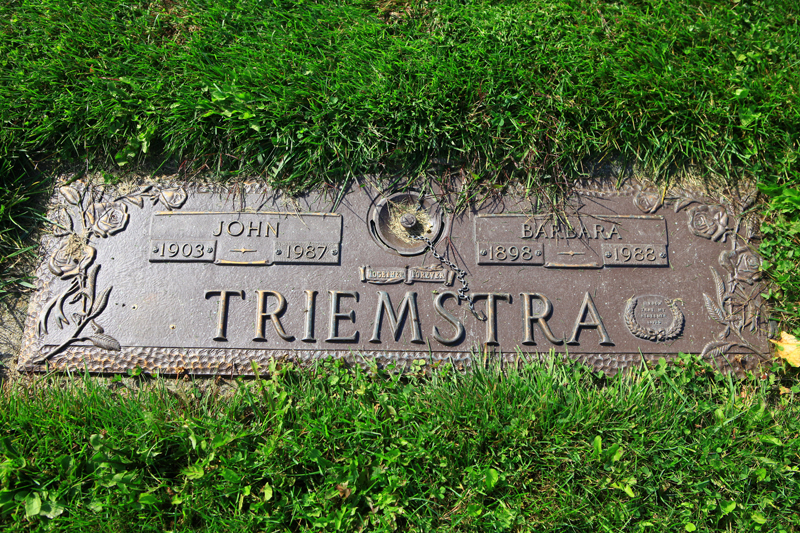 JOHN
1903 1987
BARBARA
1898 1988
TOGETHER FOREVER
TRIEMSTRA